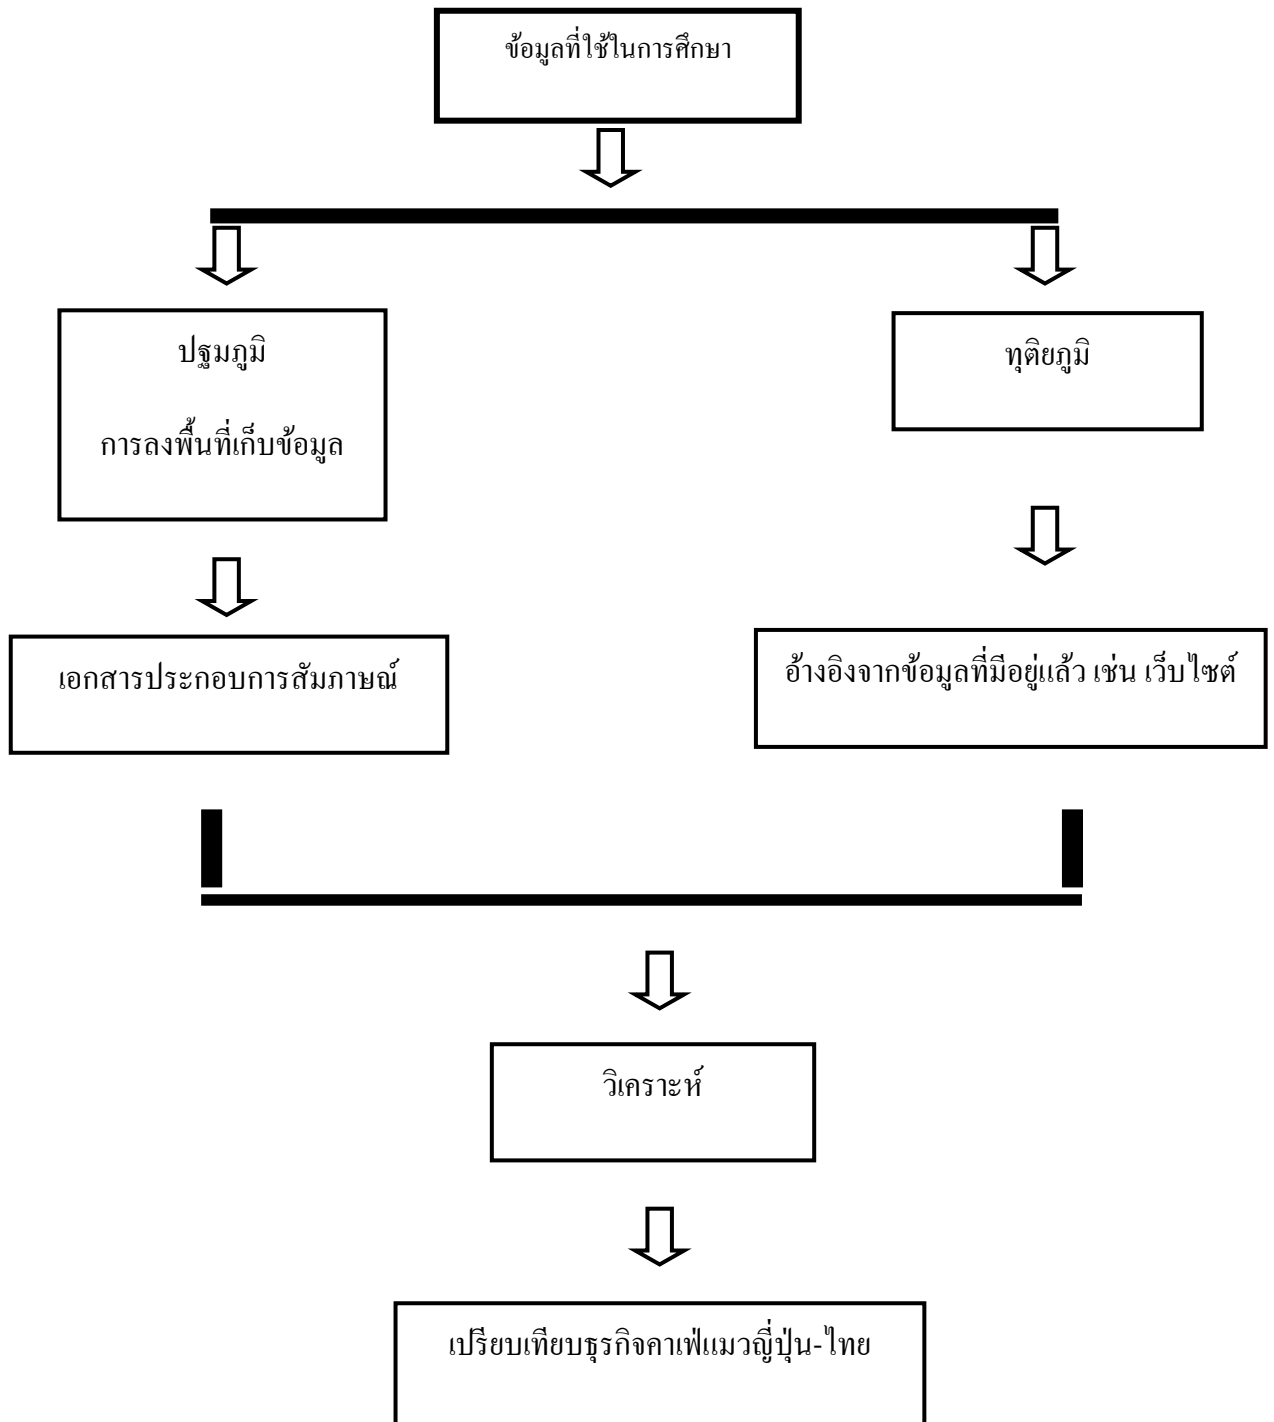 ข้อมูลที่ใช้ในการศึกษา
ปฐมภูมิ
การลงพื้นที่เก็บข้อมูล
ทุติยภูมิ
เอกสารประกอบการสัมภาษณ์
อ้างอิงจากข้อมูลที่มีอยู่แล้ว เช่น เว็บไซต์
วิเคราะห์
เปรียบเทียบธุรกิจคาเฟ่แมวญี่ปุ่น-ไทย